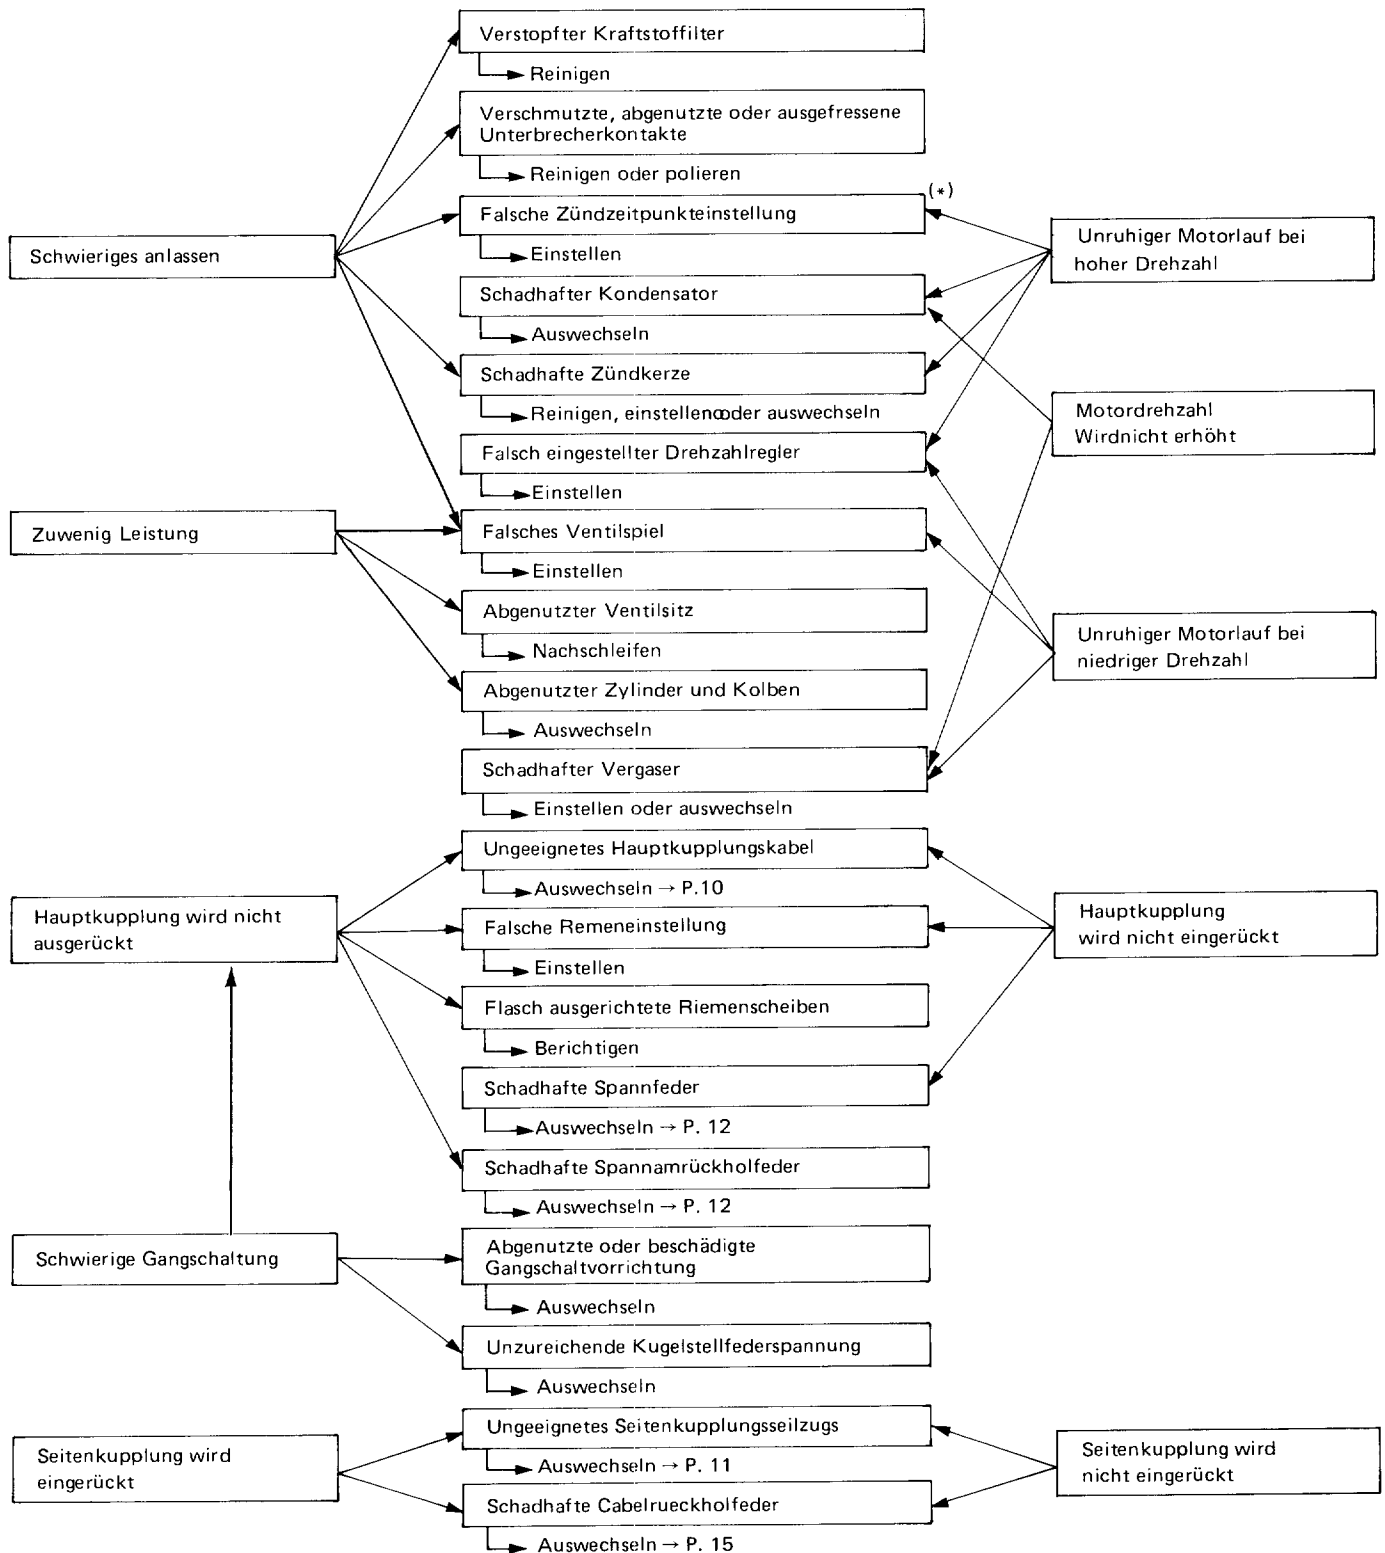 Verstopfter Kraftstoffilter
Reinigen
Verschmutzte, abgenutzte oder ausgefressene
Unterbrecherkontakte
Reinigen oder polieren
(*)
Falsche Zündzeitpunkteinstellung
Einstellen
Schwieriges anlassen
Unruhiger Motorlauf bei
hoher Drehzahl
Schadhafter Kondensator
Auswechseln
Schadhafte Zündkerze
Reinigen, einstellenooder auswechseln
Motordrehzahl
Wirdnicht erhöht
Falsch eingestellter Drehzahlregler
Einstellen
Zuwenig Leistung
Falsches Ventilspiel
Einstellen
Abgenutzter Ventilsitz
Nachschleifen
Unruhiger Motorlauf bei
niedriger Drehzahl
Abgenutzter Zylinder und Kolben
Auswechseln
Schadhafter Vergaser
Einstellen oder auswechseln
Ungeeignetes Hauptkupplungskabel
Auswechseln → P.10
Hauptkupplung wird nicht
ausgerückt
Falsche Remeneinstellung
Einstellen
Hauptkupplung
wird nicht eingerückt
Flasch ausgerichtete Riemenscheiben
Berichtigen
Schadhafte Spannfeder
Auswechseln → P. 12
Schadhafte Spannamrückholfeder
Auswechseln → P. 12
Schwierige Gangschaltung
Abgenutzte oder beschädigte
Gangschaltvorrichtung
Auswechseln
Unzureichende Kugelstellfederspannung
Auswechseln
Ungeeignetes Seitenkupplungsseilzugs
Auswechseln → P. 11
Seitenkupplung wird
eingerückt
Seitenkupplung wird
nicht eingerückt
Schadhafte Cabelrueckholfeder
Auswechseln → P. 15